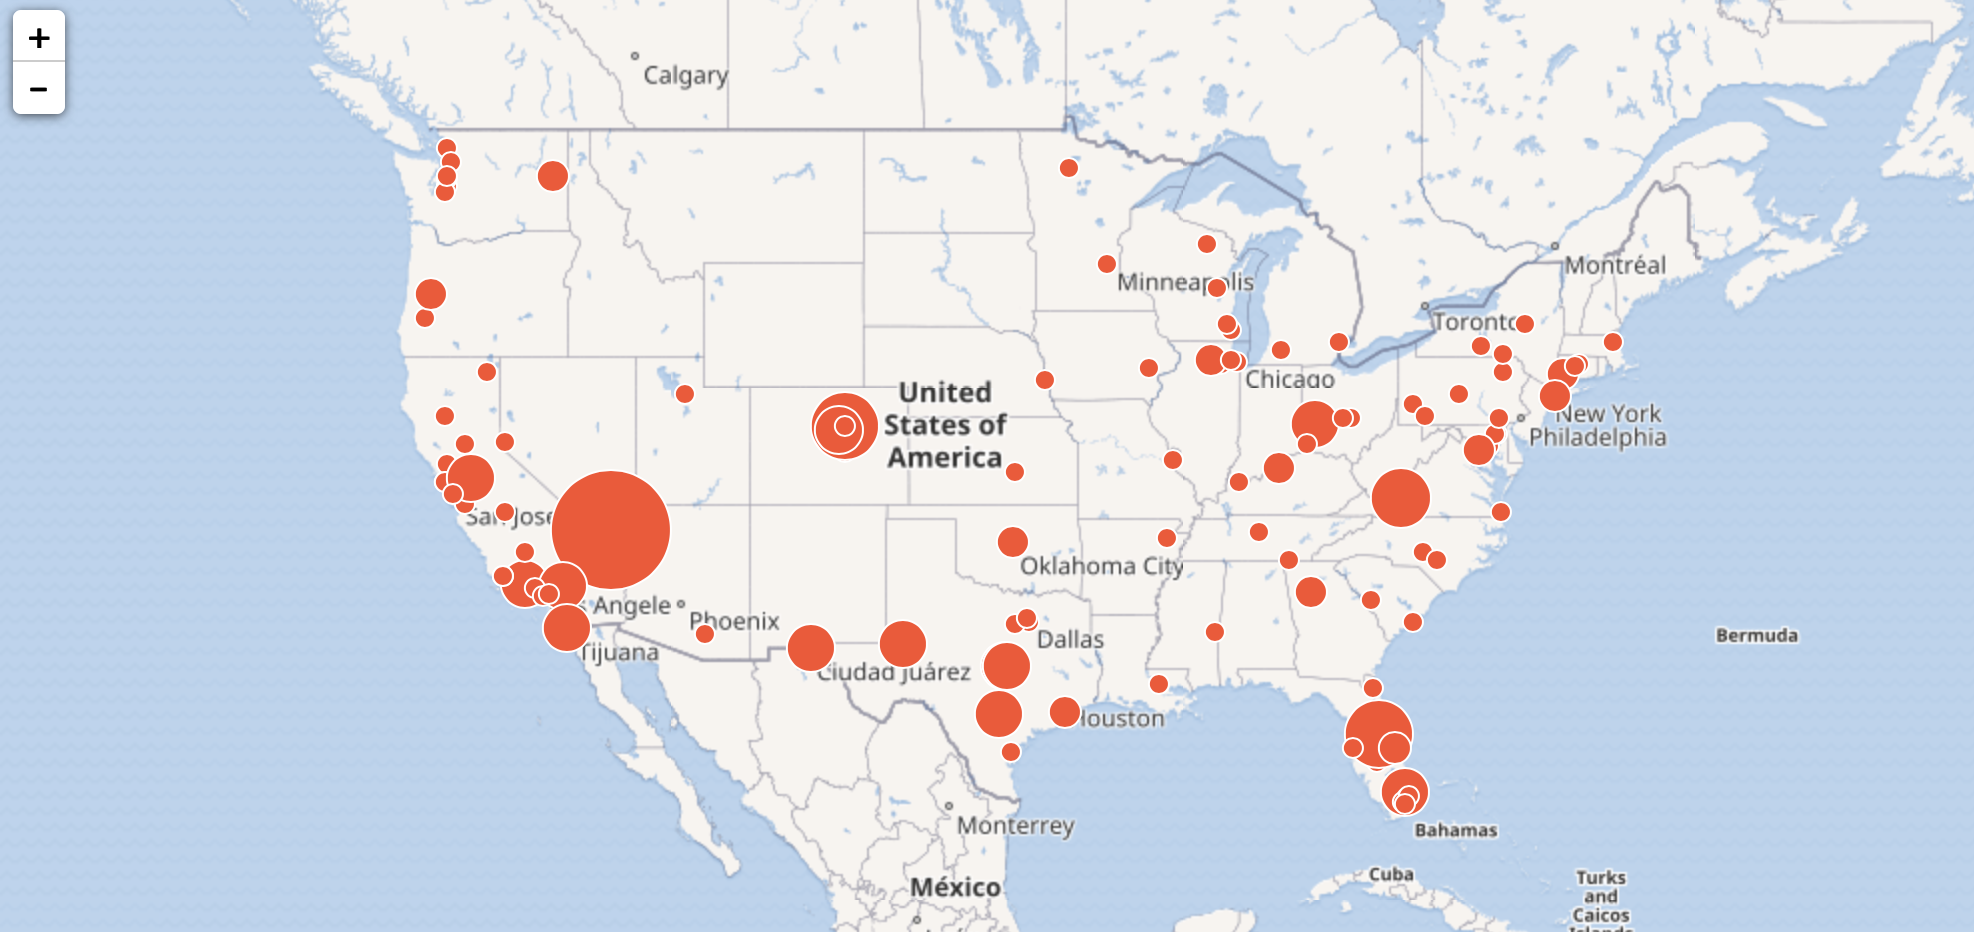 +
−
Calgary
Montréal
Minneapolis
Toronto
Chicago
United
States of
America
New York
Philadelphia
San Jose
Oklahoma City
Angele
Phoenix
Dallas
Tijuana
Ciudad Juárez
Bermuda
Houston
Monterrey
Bahamas
México
Cuba
Turks
and
Caicos
Islands